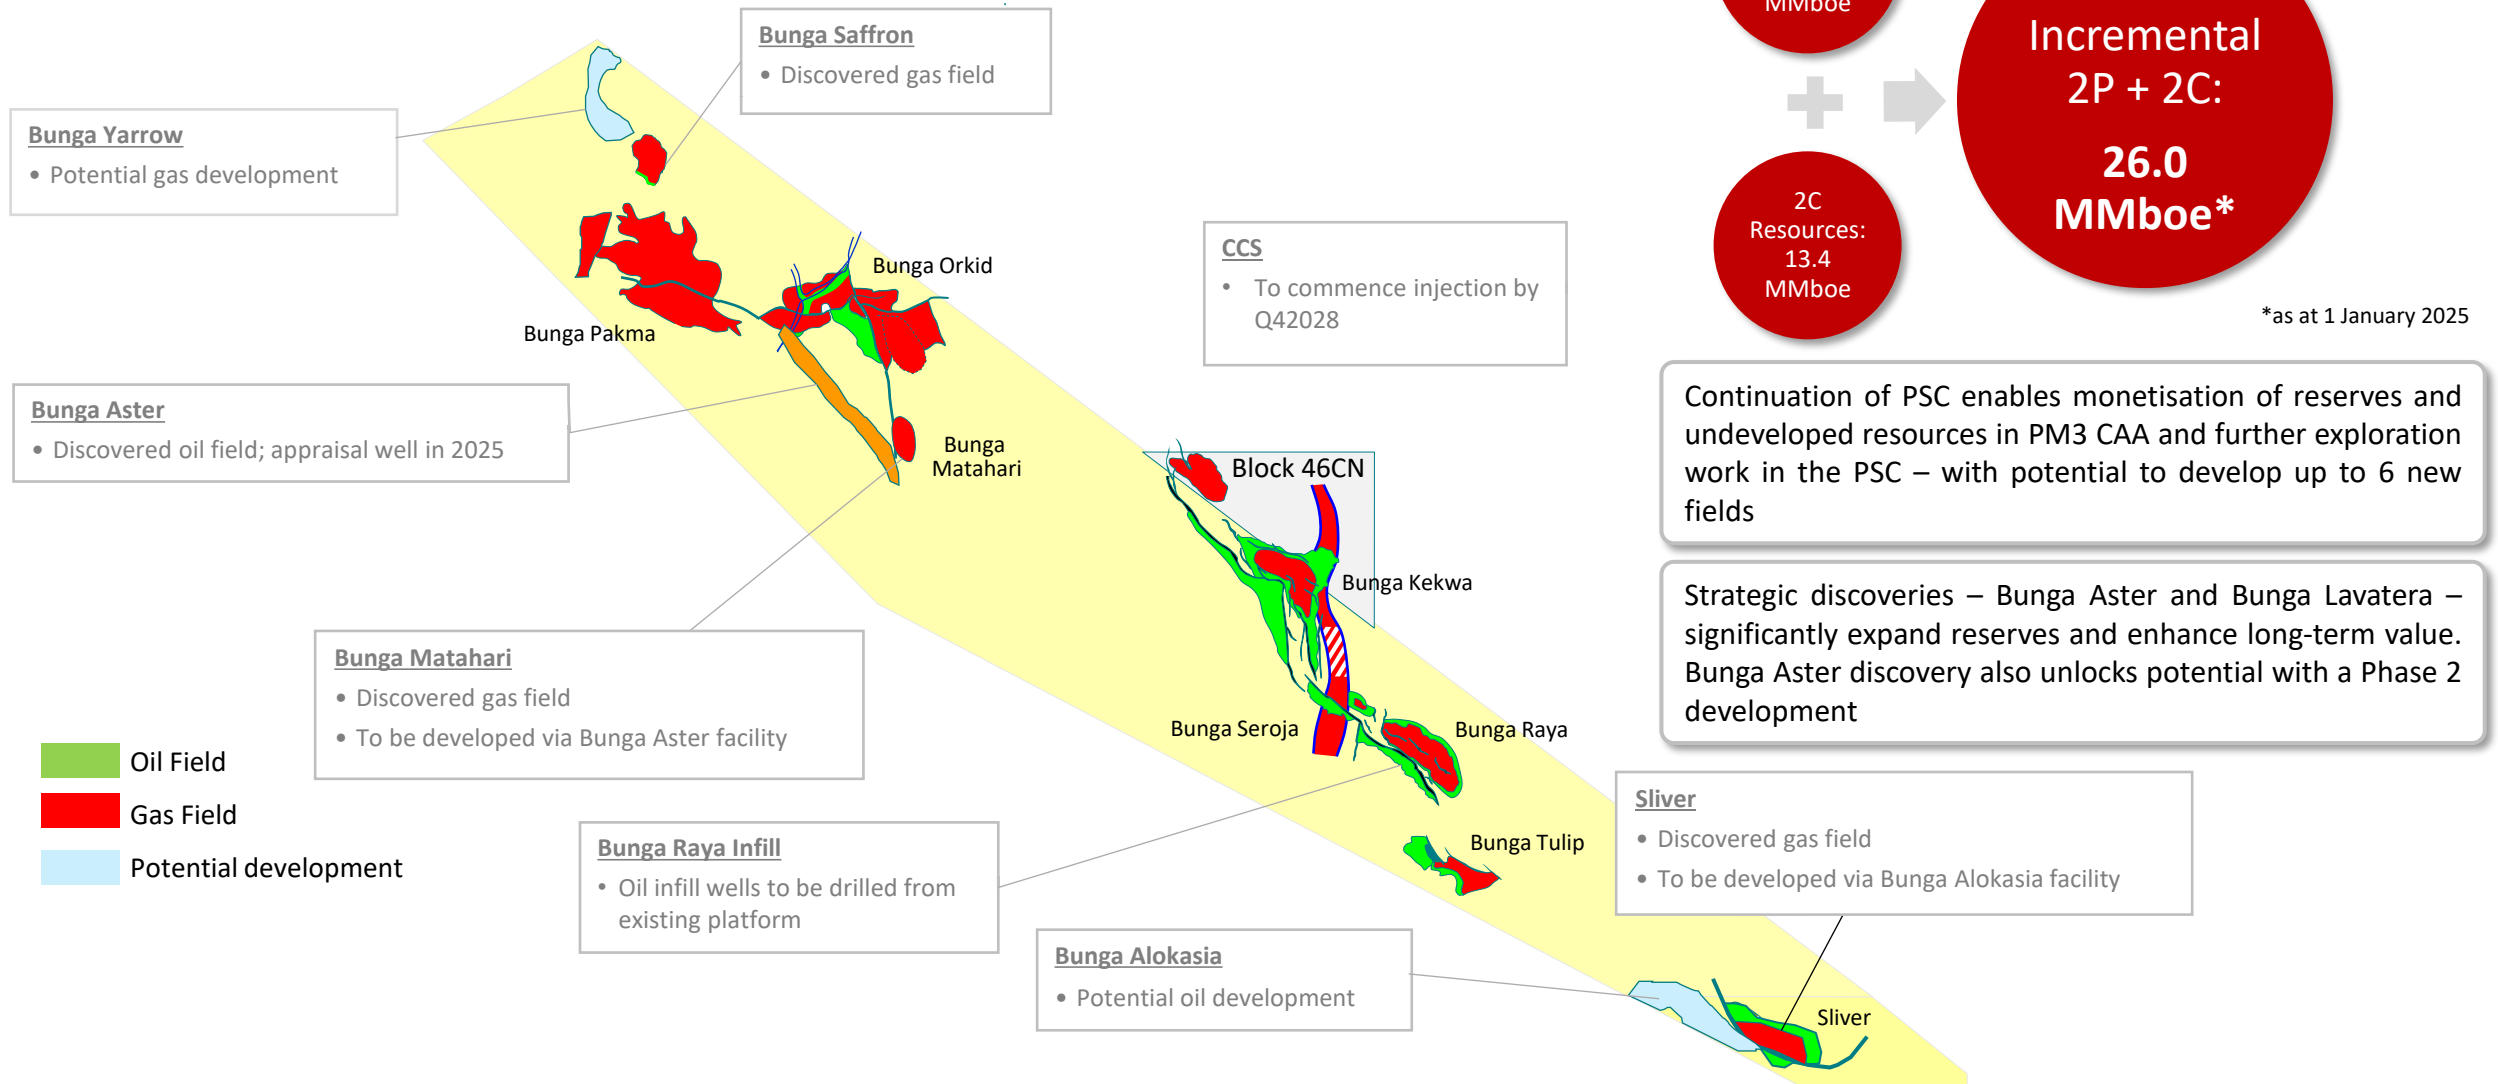 MMboe
Incremental
2P + 2C:
26.0
MMboe*
2C
Resources:
13.4
MMboe
*as at 1 January 2025
Bunga Saffron
• Discovered gas field
Bunga Yarrow
• Potential gas development
Bunga Orkid
Bunga Pakma
CCS
• To commence injection by
Q42028
Bunga Aster
• Discovered oil field; appraisal well in 2025
Bunga
Matahari
Block 46CN
Bunga Kekwa
Continuation of PSC enables monetisation of reserves and
undeveloped resources in PM3 CAA and further exploration
work in the PSC – with potential to develop up to 6 new
fields
Strategic discoveries – Bunga Aster and Bunga Lavatera –
significantly expand reserves and enhance long-term value.
Bunga Aster discovery also unlocks potential with a Phase 2
development
Bunga Matahari
• Discovered gas field
• To be developed via Bunga Aster facility
Bunga Seroja
Bunga Raya
Oil Field
Gas Field
Potential development
Bunga Raya Infill
• Oil infill wells to be drilled from
existing platform
Bunga Tulip
Sliver
• Discovered gas field
• To be developed via Bunga Alokasia facility
Bunga Alokasia
• Potential oil development
Sliver